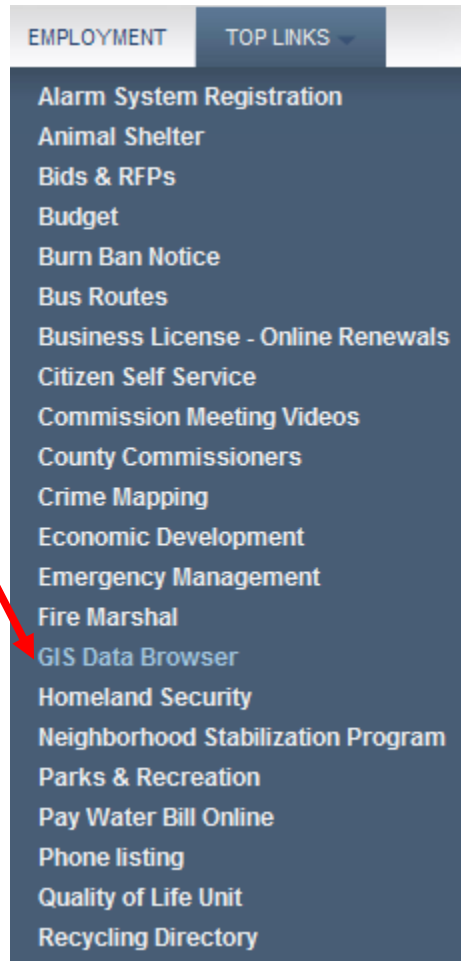 EMPLOYMENT TOP LINKS
Alarm System Registration
Animal Shelter
Bids & RFPs
Budget
Burn Ban Notice
Bus Routes
Business License - Online Renewals
Citizen Self Service
Commission Meeting Videos
County Commissioners
Crime Mapping
Economic Development
Emergency Management
Fire Marshal
GIS Data Browser
Homeland Security
Neighborhood Stabilization Program
Parks & Recreation
Pay Water Bill Online
Phone listing
Quality of Life Unit
Recycling Directory